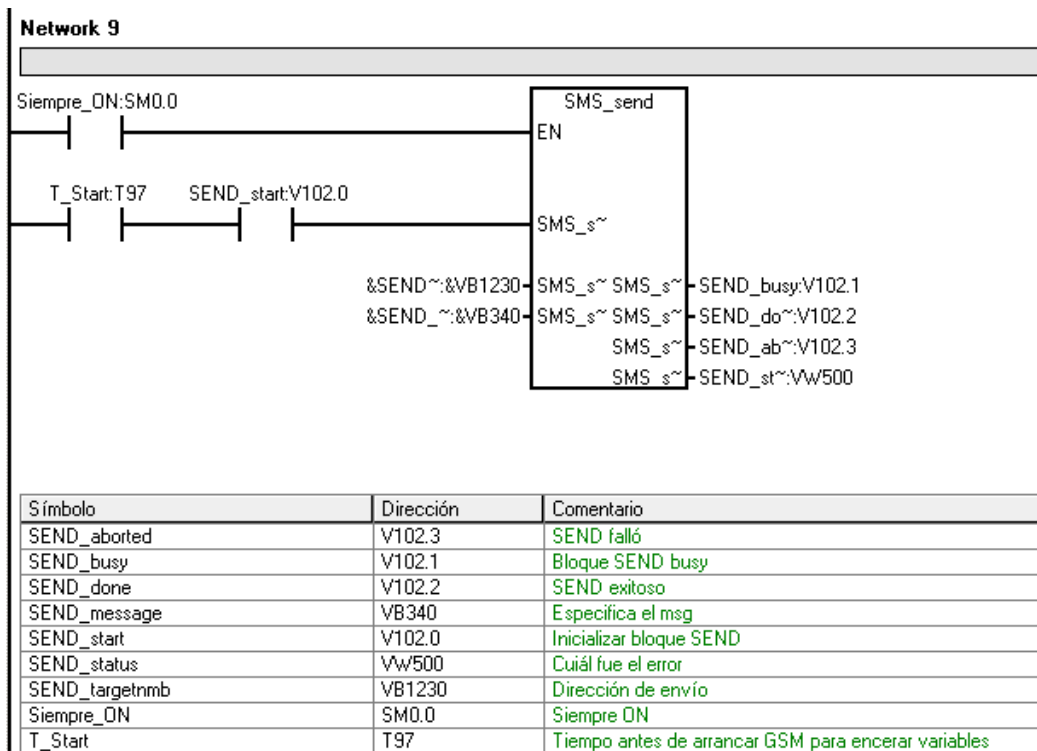 Network 9
Siempre_ON:SM0.0
SMS_send
EN
T_Start:T97 SEND_start:V102.0
SMS_s~
&SEND~:&VB1230 SMS_s~ SMS_s~ SEND_busy:V102.1
&SEND_~:&VB340 SMS_s~ SMS_s~ SEND_do~:V102.2
SMS_s~ SEND_ab~:V102.3
SMS_s~ SEND_st~:VW500
Símbolo Dirección Comentario
SEND_aborted V102.3 SEND falló
SEND_busy V102.1 Bloque SEND busy
SEND_done V102.2 SEND exitoso
SEND_message VB340 Especifica el msg
SEND_start V102.0 Inicializar bloque SEND
SEND_status VW500 Cuiál fue el error
SEND_targetnmb VB1230 Dirección de envío
Siempre_ON SM0.0 Siempre ON
T_Start T97 Tiempo antes de arrancar GSM para encerar variables